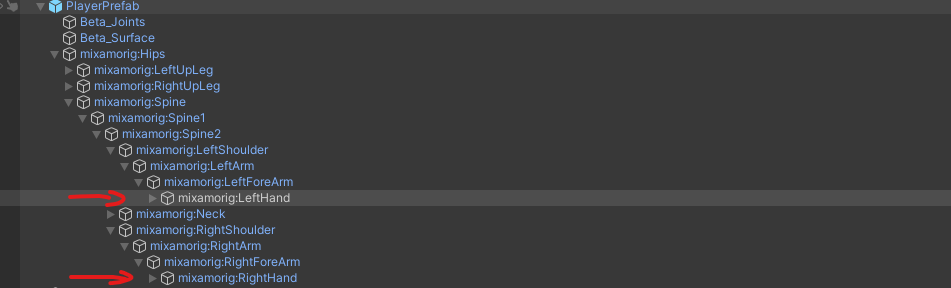 PlayerPrefab
Beta_Joints
Beta_Surface
mixamorig:Hips
mixamorig:LeftUpLeg
mixamorig:RightUpLeg
mixamorig:Spine
mixamorig:Spine1
mixamorig:Spine2
mixamorig:LeftShoulder
mixamorig:LeftArm
mixamorig:LeftForeArm
mixamorig:LeftHand
mixamorig:Neck
mixamorig:RightShoulder
mixamorig:RightArm
mixamorig:RightForeArm
mixamorig:RightHand